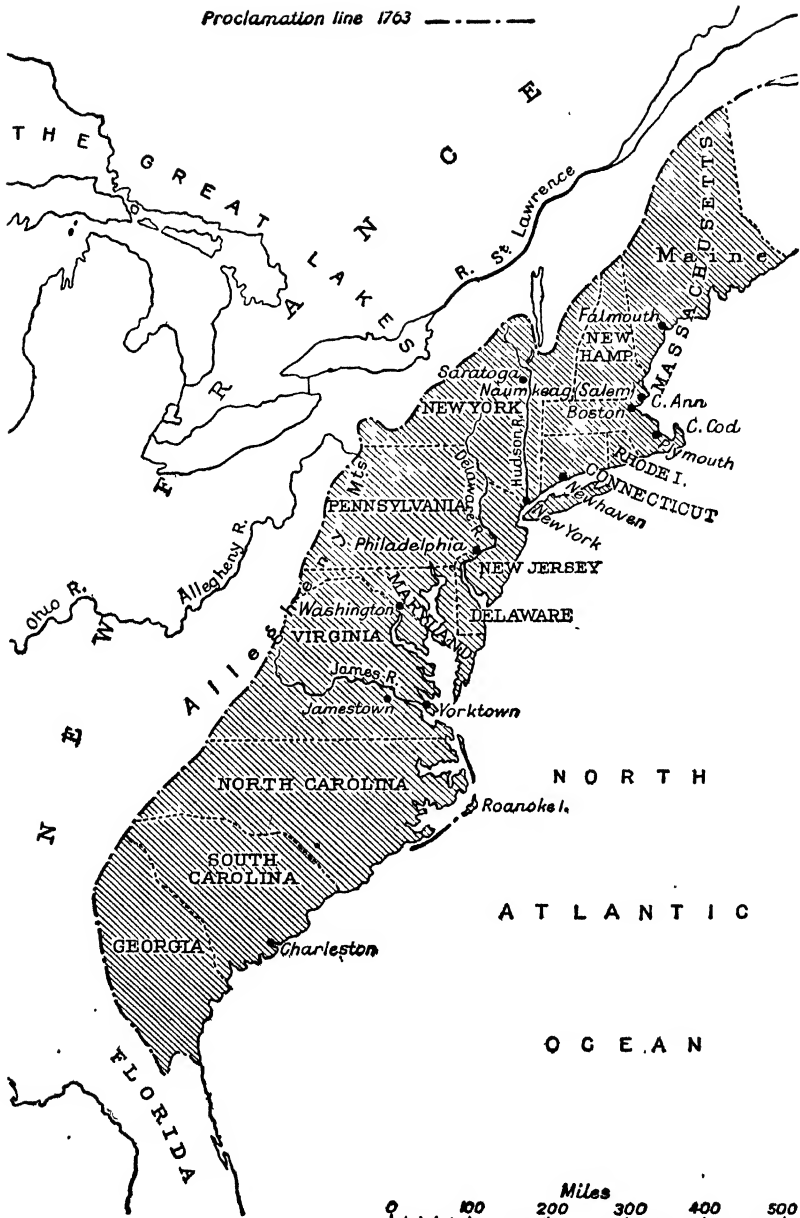 Proclamation line 1763
THE GREAT LAKES
NEW FRANCE
R. St. Lawrence
MASSACHUSETTS
Maine
Falmouth
NEW
HAMP.
Saratoga
Naumkeag
Salem
C. Ann
Boston
C. Cod
Plymouth
NEW YORK
Hudson R.
RHODE I.
CONNECTICUT
Newhaven
New York
Delaware R.
PENNSYLVANIA
Philadelphia
NEW JERSEY
Allegheny Mts.
Allegheny R.
Ohio R.
MARYLAND
Washington
DELAWARE
VIRGINIA
James R.
Jamestown
Yorktown
NORTH CAROLINA
Roanoke I.
SOUTH
CAROLINA
GEORGIA
Charleston
FLORIDA
NORTH
ATLANTIC
OCEAN
Miles
0 100 200 300 400 500